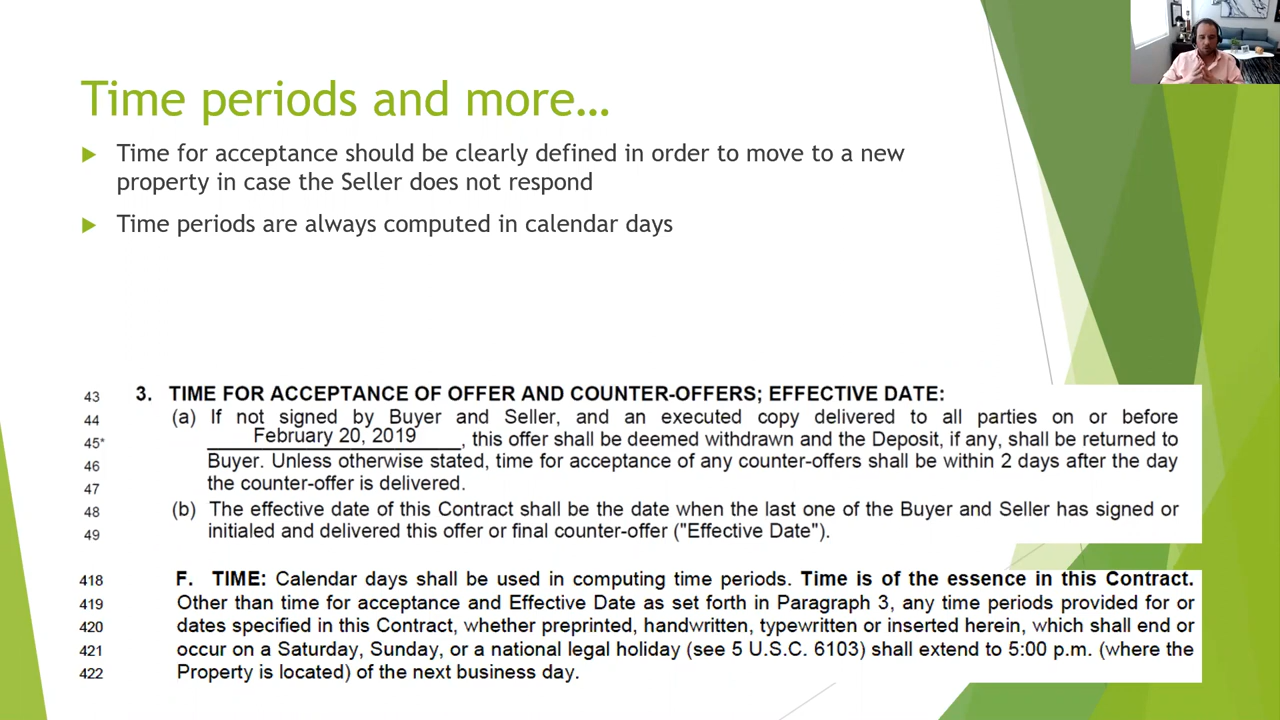 Time periods and more…
Time for acceptance should be clearly defined in order to move to a new
property in case the Seller does not respond
Time periods are always computed in calendar days
43 3. TIME FOR ACCEPTANCE OF OFFER AND COUNTER-OFFERS; EFFECTIVE DATE:
44 (a) If not signed by Buyer and Seller, and an executed copy delivered to all parties on or before
45* February 20, 2019, this offer shall be deemed withdrawn and the Deposit, if any, shall be returned to
46 Buyer. Unless otherwise stated, time for acceptance of any counter-offers shall be within 2 days after the day
47 the counter-offer is delivered.
48 (b) The effective date of this Contract shall be the date when the last one of the Buyer and Seller has signed or
49 initialed and delivered this offer or final counter-offer ("Effective Date").
418 F. TIME: Calendar days shall be used in computing time periods. Time is of the essence in this Contract.
419 Other than time for acceptance and Effective Date as set forth in Paragraph 3, any time periods provided for or
420 dates specified in this Contract, whether preprinted, handwritten, typewritten or inserted herein, which shall end or
421 occur on a Saturday, Sunday, or a national legal holiday (see 5 U.S.C. 6103) shall extend to 5:00 p.m. (where the
422 Property is located) of the next business day.